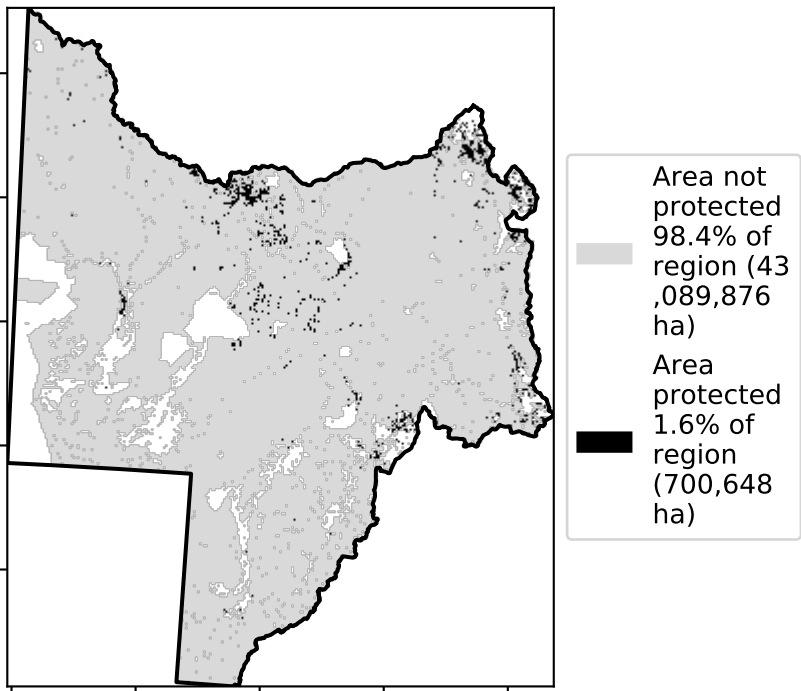 Area not
protected
98.4% of
region (43
,089,876
ha)
Area
protected
1.6% of
region
(700,648
ha)